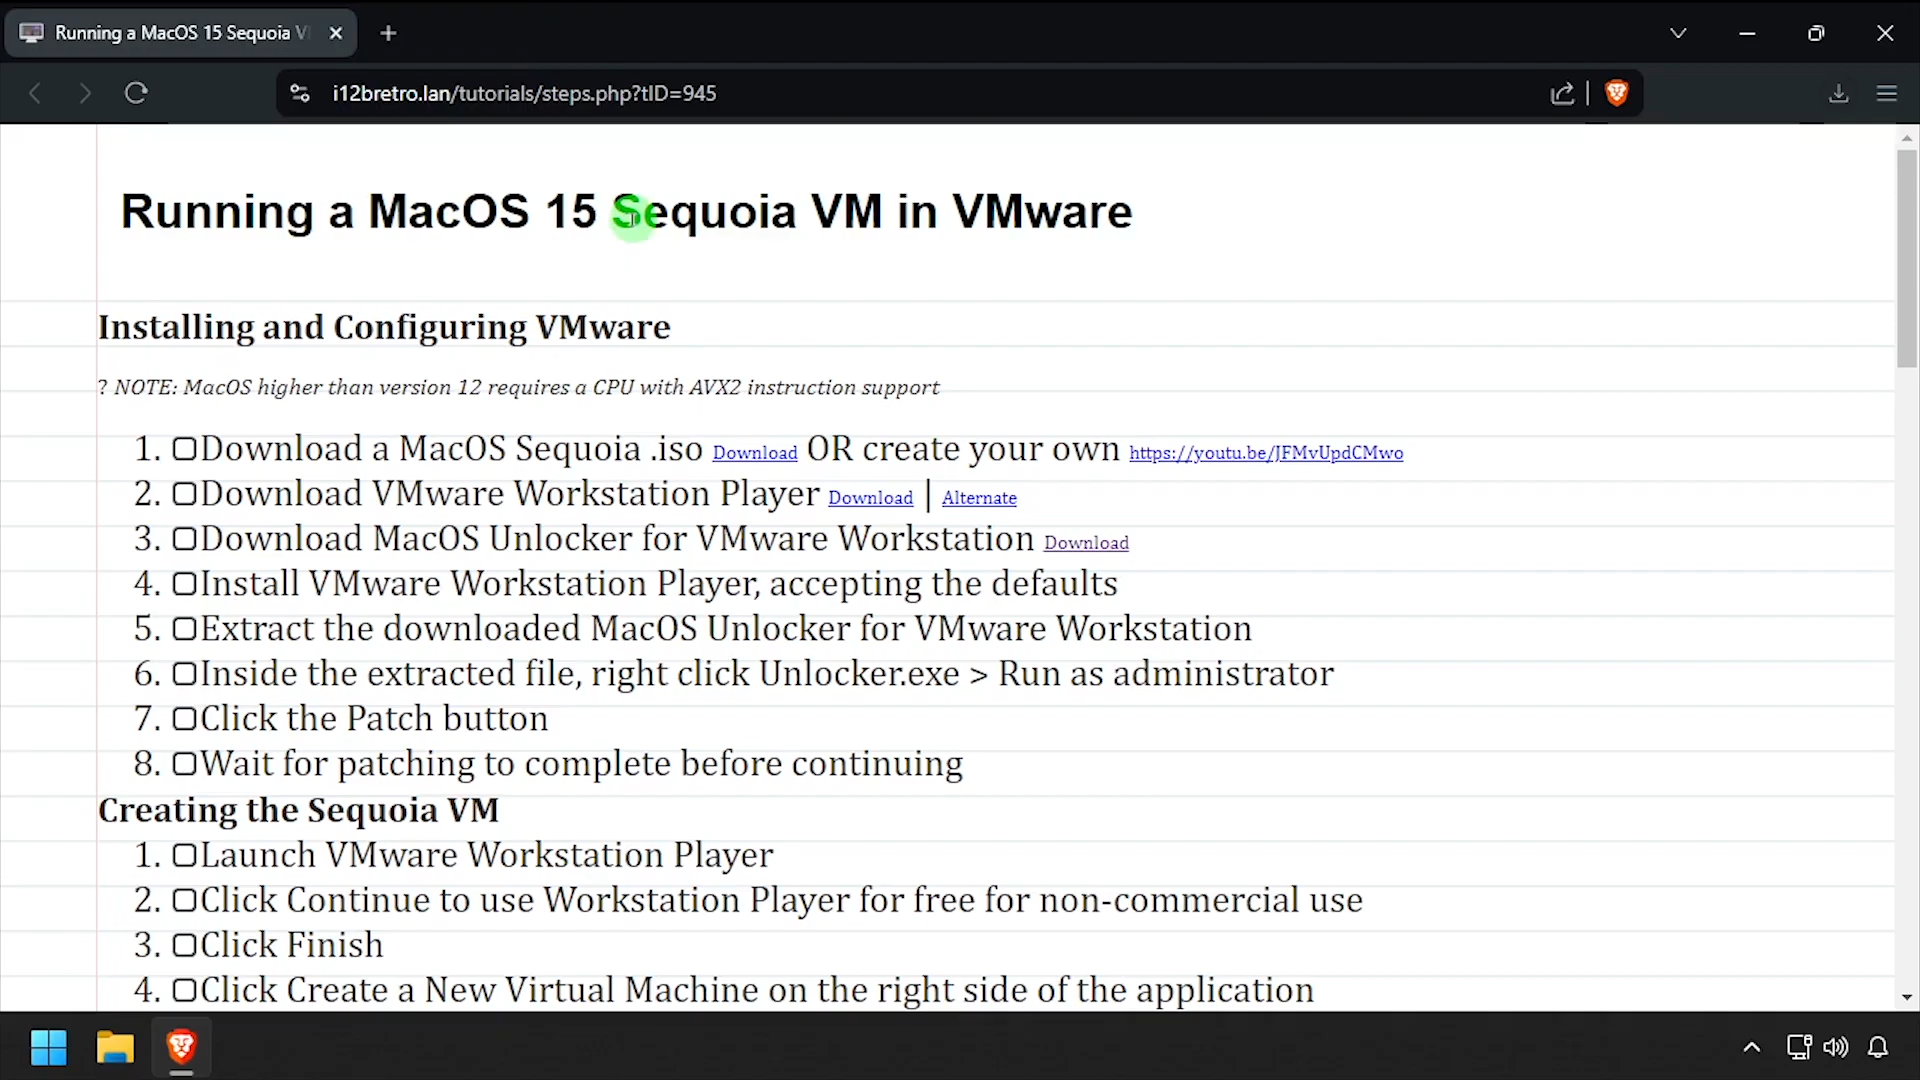 Running a MacOS 15 Sequoia V
i12bretro.lan/tutorials/steps.php?tID=945
Running a MacOS 15 Sequoia VM in VMware
Installing and Configuring VMware
? NOTE: MacOS higher than version 12 requires a CPU with AVX2 instruction support
1. Download a MacOS Sequoia .iso Download OR create your own https://youtu.be/JFMvUpdCMwo
2. Download VMware Workstation Player Download | Alternate
3. Download MacOS Unlocker for VMware Workstation Download
4. Install VMware Workstation Player, accepting the defaults
5. Extract the downloaded MacOS Unlocker for VMware Workstation
6. Inside the extracted file, right click Unlocker.exe > Run as administrator
7. Click the Patch button
8. Wait for patching to complete before continuing
Creating the Sequoia VM
1. Launch VMware Workstation Player
2. Click Continue to use Workstation Player for free for non-commercial use
3. Click Finish
4. Click Create a New Virtual Machine on the right side of the application